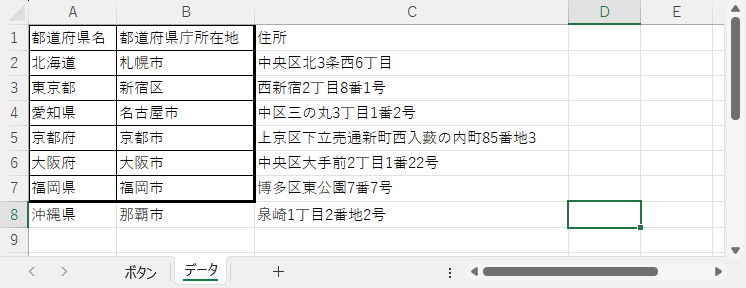 A B C D E
1 都道府県名 都道府県庁所在地 住所
2 北海道 札幌市 中央区北3条西6丁目
3 東京都 新宿区 西新宿2丁目8番1号
4 愛知県 名古屋市 中区三の丸3丁目1番2号
5 京都府 京都市 上京区下立売通新町西入藪の内町85番地3
6 大阪府 大阪市 中央区大手前2丁目1番22号
7 福岡県 福岡市 博多区東公園7番7号
8 沖縄県 那覇市 泉崎1丁目2番地2号
9
ボタン データ